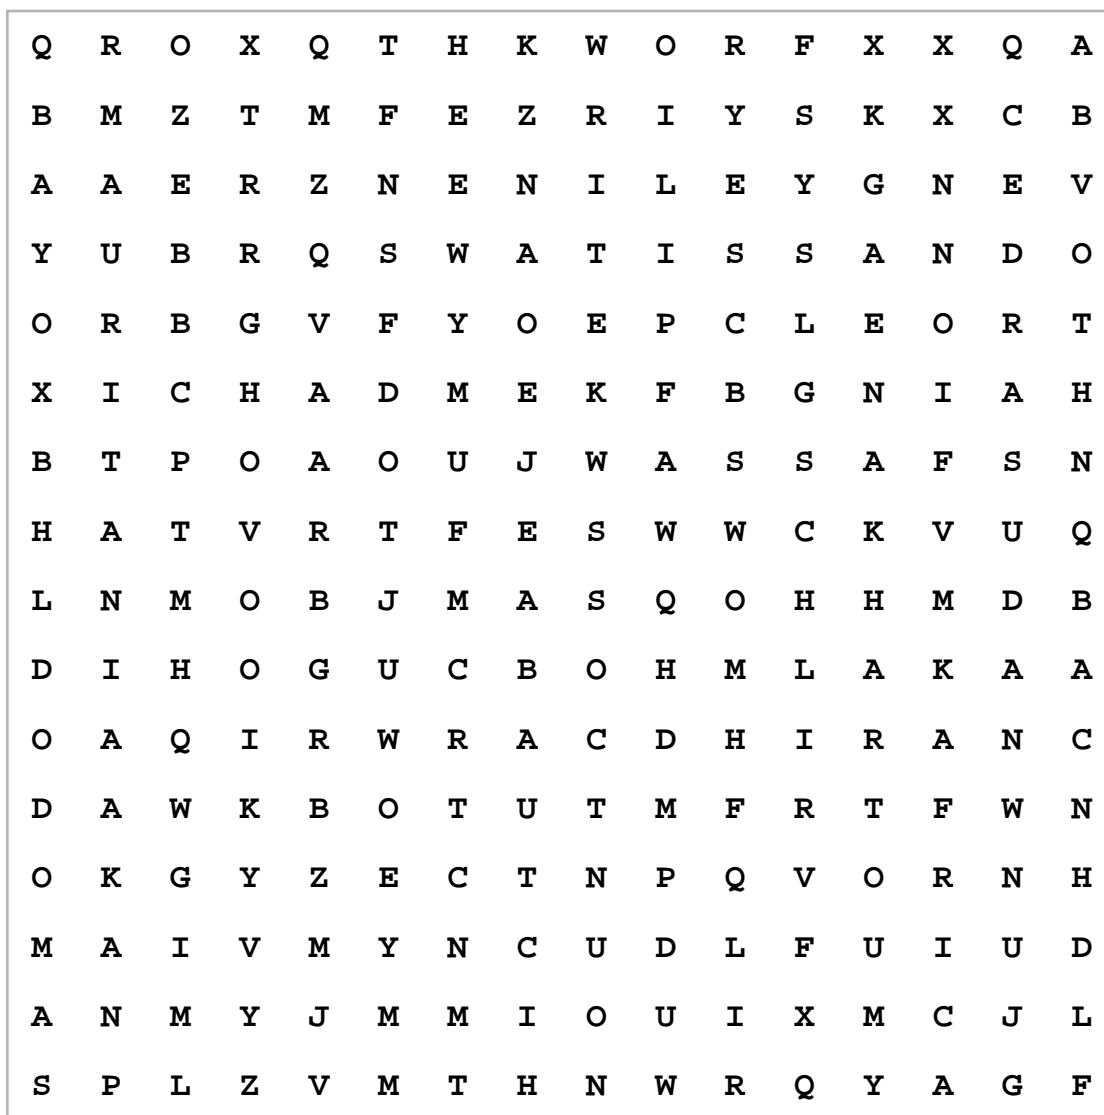 Q R O X Q T H K W O R F X X Q A
B M Z T M F E Z R I Y S K X C B
A A E R Z N E N I L E Y G N E V
Y U B R Q S W A T I S S A N D O
O R B G V F Y O E P C L E O R T
X I C H A D M E K F B G N I A H
B T P O A O U J W A S S A F S N
H A T V R T F E S W W C K V U Q
L N M O B J M A S Q O H H M D B
D I H O G U C B O H M L A K A A
O A Q I R W R A C D H I R A N C
D A W K B O T U T M F R T F W N
O K G Y Z E C T N P Q V O R N H
M A I V M Y N C U D L F U I U D
A N M Y J M M I O U I X M C J L
S P L Z V M T H N W R Q Y A G F